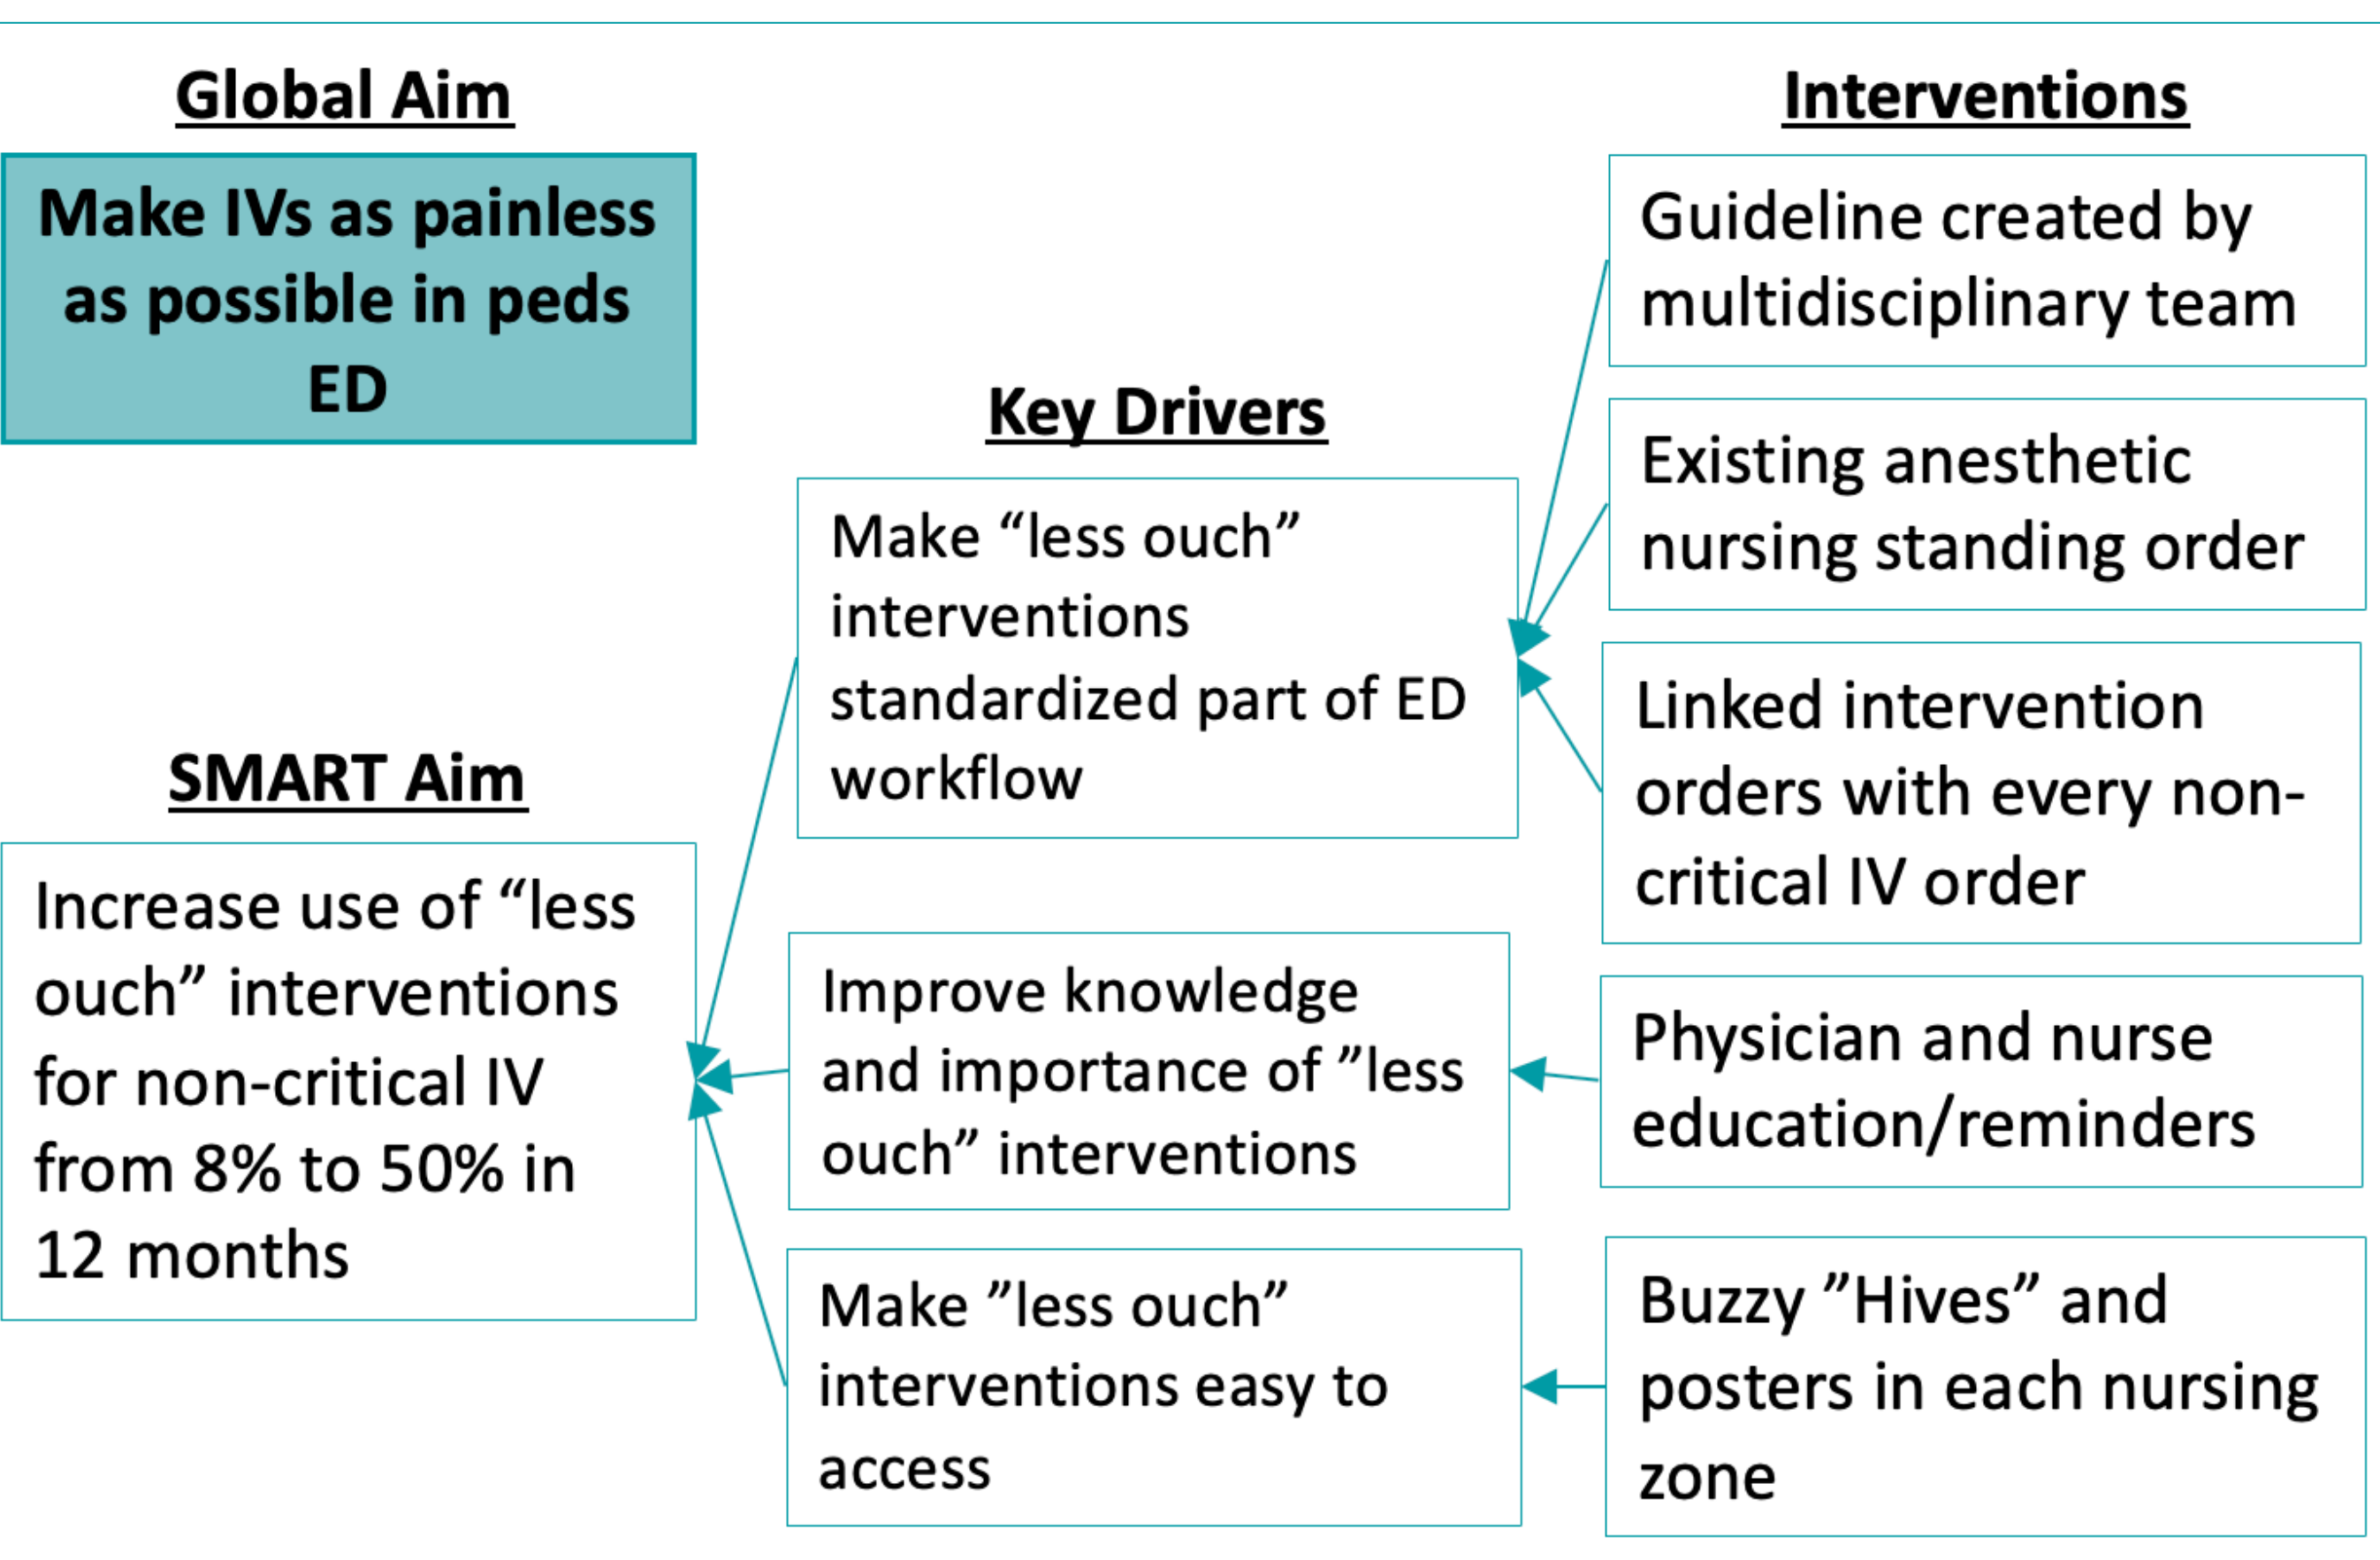 Global Aim
Make IVs as painless
as possible in peds
ED
SMART Aim
Increase use of “less
ouch” interventions
for non-critical IV
from 8% to 50% in
12 months
Key Drivers
Make “less ouch”
interventions
standardized part of ED
workflow
Improve knowledge
and importance of ”less
ouch” interventions
Make ”less ouch”
interventions easy to
access
Interventions
Guideline created by
multidisciplinary team
Existing anesthetic
nursing standing order
Linked intervention
orders with every non-
critical IV order
Physician and nurse
education/reminders
Buzzy ”Hives” and
posters in each nursing
zone